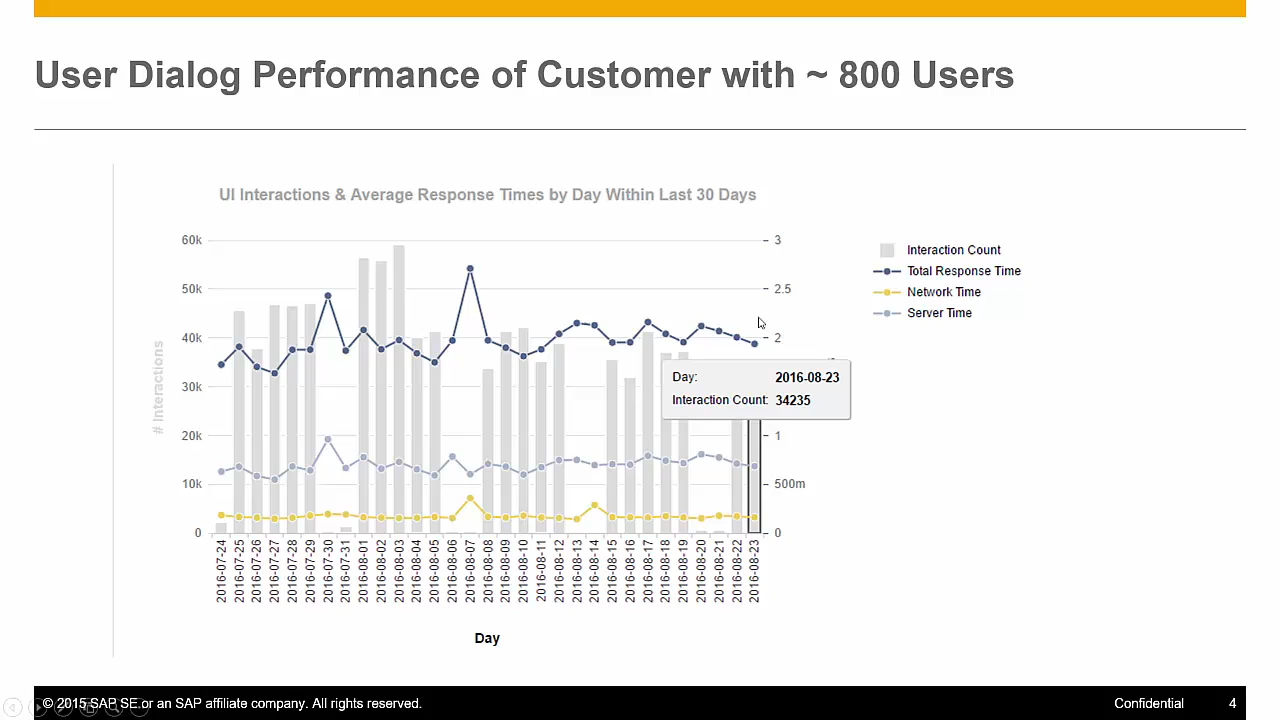 User Dialog Performance of Customer with ~ 800 Users
UI Interactions & Average Response Times by Day Within Last 30 Days
60k
50k
40k
30k
20k
10k
0
# Interactions
3
2.5
2
1
500m
0
Interaction Count
Total Response Time
Network Time
Server Time
Day: 2016-08-23
Interaction Count: 34235
2016-07-24
2016-07-25
2016-07-26
2016-07-27
2016-07-28
2016-07-29
2016-07-30
2016-07-31
2016-08-01
2016-08-02
2016-08-03
2016-08-04
2016-08-05
2016-08-06
2016-08-07
2016-08-08
2016-08-09
2016-08-10
2016-08-11
2016-08-12
2016-08-13
2016-08-14
2016-08-15
2016-08-16
2016-08-17
2016-08-18
2016-08-19
2016-08-20
2016-08-21
2016-08-22
2016-08-23
Day
© 2015 SAP SE or an SAP affiliate company. All rights reserved.
Confidential
4